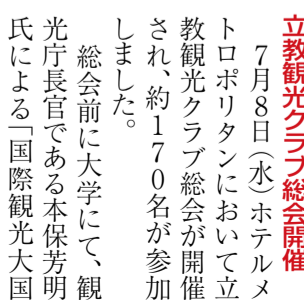 立教観光クラブ総会開催
７月８日(水)ホテルメ
トロポリタンにおいて立
教観光クラブ総会が開催
され、約１７０名が参加
しました。
総会前に大学にて、観
光庁長官である本保芳明
氏による「国際観光大国